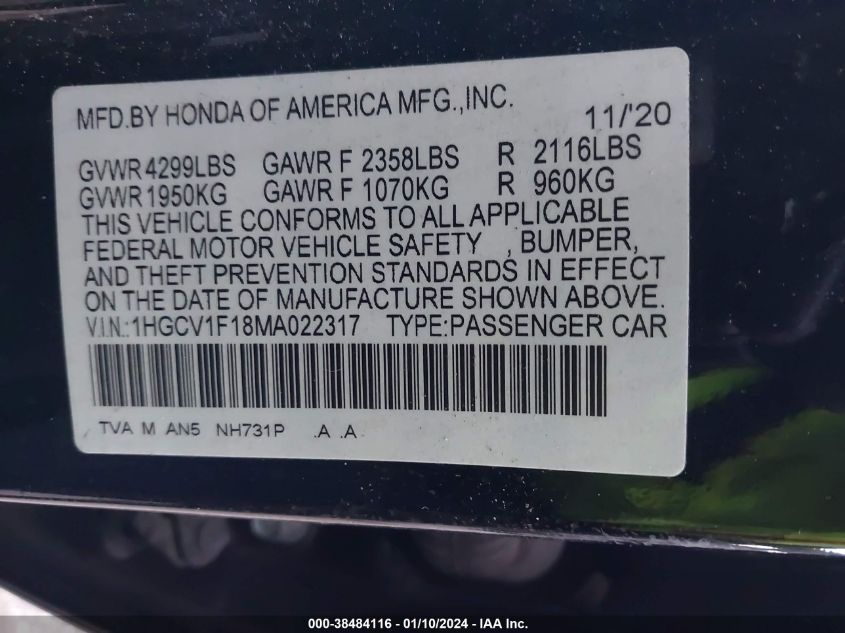 MFD.BY HONDA OF AMERICA MFG.,INC. 11/'20
GVWR 4299LBS GAWR F 2358LBS R 2116LBS
GVWR 1950KG GAWR F 1070KG R 960KG
THIS VEHICLE CONFORMS TO ALL APPLICABLE
FEDERAL MOTOR VEHICLE SAFETY , BUMPER,
AND THEFT PREVENTION STANDARDS IN EFFECT
ON THE DATE OF MANUFACTURE SHOWN ABOVE.
V.I.N.:1HGCV1F18MA022317 TYPE:PASSENGER CAR
TVA M AN5 NH731P .A .A
000-38484116 - 01/10/2024 - IAA Inc.